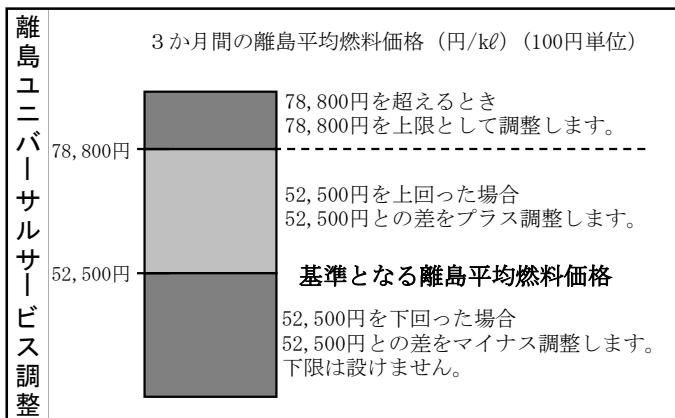 離島ユニバーサルサービス調整
3か月間の離島平均燃料価格（円/kℓ）(100円単位）
78,800円を超えるとき
78,800円を上限として調整します。
78,800円
52,500円を上回った場合
52,500円との差をプラス調整します。
52,500円
基準となる離島平均燃料価格
52,500円を下回った場合
52,500円との差をマイナス調整します。
下限は設けません。